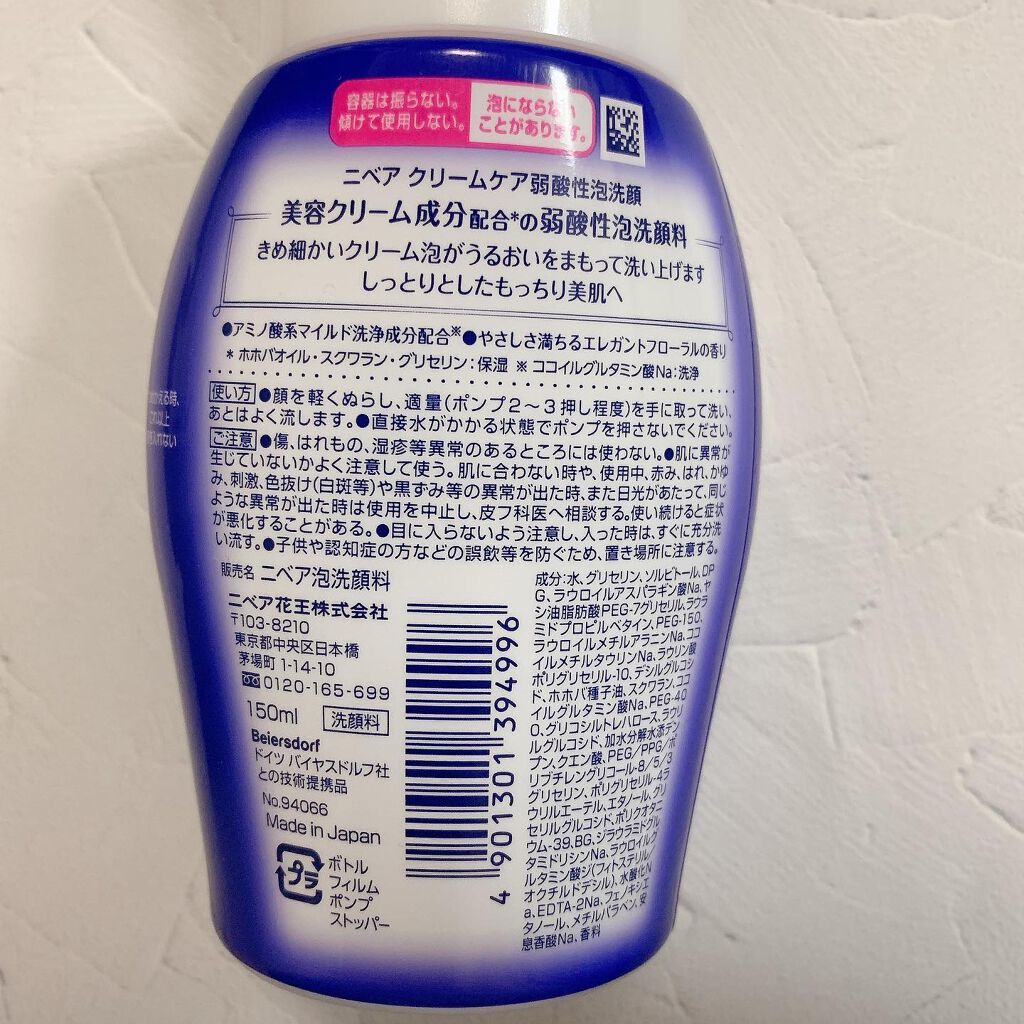 容器は振らない。
傾けて使用しない。
泡にならない
ことがあります。
ニベア クリームケア弱酸性泡洗顔
美容クリーム成分配合*の弱酸性泡洗顔料
きめ細かいクリーム泡がうるおいをまもって洗い上げます
しっとりとしたもっちり美肌へ
●アミノ酸系マイルド洗浄成分配合※●やさしさ満ちるエレガントフローラルの香り
* ホホバオイル・スクワラン・グリセリン:保湿 ※ ココイルグルタミン酸Na:洗浄
使い方 ●顔を軽くぬらし、適量(ポンプ2～3押し程度)を手に取って洗い、
あとはよく流します。●直接水がかかる状態でポンプを押さないでください。
ご注意 ●傷、はれもの、湿疹等異常のあるところには使わない。●肌に異常が
生じていないかよく注意して使う。肌に合わない時や、使用中、赤み、はれ、かゆ
み、刺激、色抜け(白斑等)や黒ずみ等の異常が出た時、また日光があたって、同じ
ような異常が出た時は使用を中止し、皮フ科医へ相談する。使い続けると症状
が悪化することがある。●目に入らないよう注意し、入った時は、すぐに充分洗
い流す。●子供や認知症の方などの誤飲等を防ぐため、置き場所に注意する。
販売名 ニベア泡洗顔料
ニベア花王株式会社
〒103-8210
東京都中央区日本橋
茅場町 1-14-10
0120-165-699
150ml 洗顔料
Beiersdorf
ドイツ バイヤスドルフ社
との技術提携品
No.94066
Made in Japan
プラ
ボトル
フィルム
ポンプ
ストッパー
4 901301 394996
成分:水、グリセリン、ソルビトール、DP
G、ラウロイルアスパラギン酸Na、ヤ
シ油脂肪酸PEG-7グリセリル、ラウラ
ミドプロピルベタイン、PEG-150、
ラウロイルメチルアラニンNa、ココ
イルメチルタウリンNa、ラウリン酸
ポリグリセリル-10、デシルグルコシ
ド、ホホバ種子油、スクワラン、ココ
イルグルタミン酸Na、PEG-40
0、グリコシルトレハロース、ラウリ
ルグルコシド、加水分解水添デン
プン、クエン酸、PEG/PPG/ポ
リブチレングリコール-8/5/3
グリセリン、ポリグリセリル-4ラ
ウリルエーテル、エタノール、グリ
セリルグルコシド、ポリクオタニ
ウム-39、BG、ジラウラミドグル
タミドリシンNa、ラウロイルグ
ルタミン酸ジ(フィトステリル/
オクチルドデシル)、水酸化N
a、EDTA-2Na、フェノキシエ
タノール、メチルパラベン、安
息香酸Na、香料